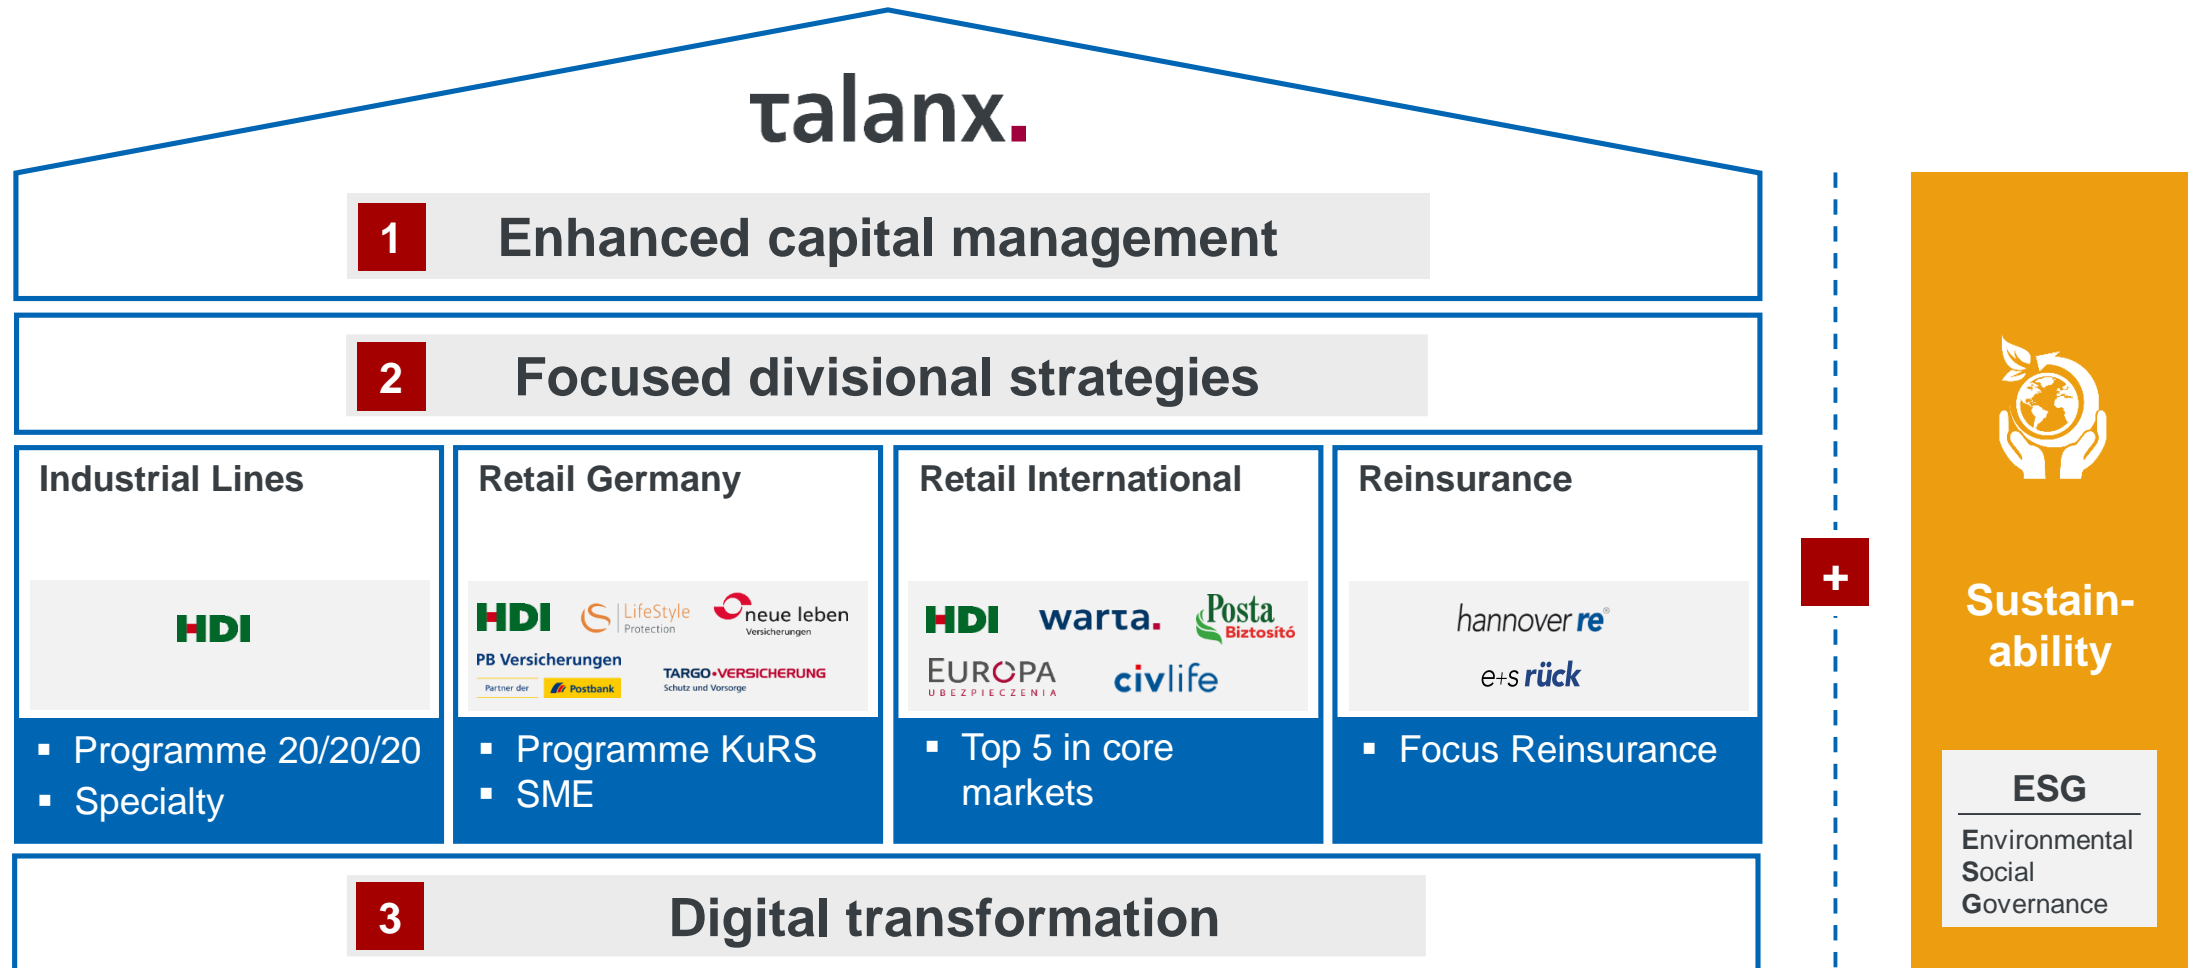 talanx.
1 Enhanced capital management
2 Focused divisional strategies
Industrial Lines
HDI
▪ Programme 20/20/20
▪ Specialty
Retail Germany
HDI
LifeStyle
Protection
neue leben
Versicherungen
PB Versicherungen
Partner der Postbank
TARGO VERSICHERUNG
Schutz und Vorsorge
▪ Programme KuRS
▪ SME
Retail International
HDI
warta.
Posta
Biztosító
EUROPA
UBEZPIECZENIA
civlife
▪ Top 5 in core
markets
Reinsurance
hannover re®
e+s rück
▪ Focus Reinsurance
3 Digital transformation
+
Sustain-
ability
ESG
Environmental
Social
Governance